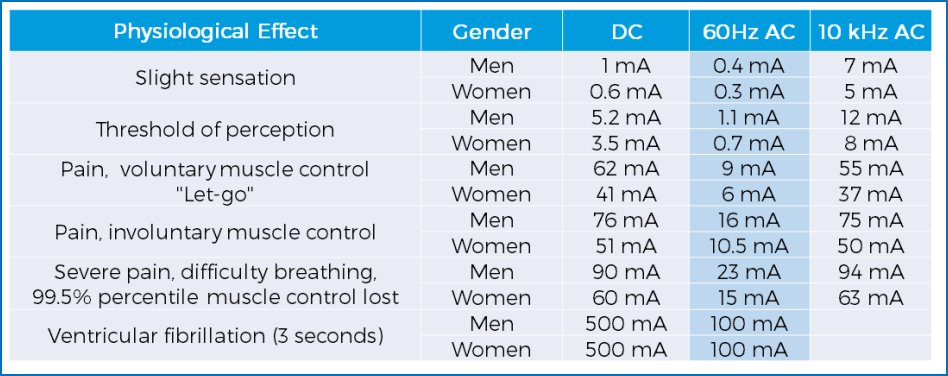 Physiological Effect Gender DC 60Hz AC 10 kHz AC
Slight sensation Men 1 mA 0.4 mA 7 mA
Women 0.6 mA 0.3 mA 5 mA
Threshold of perception Men 5.2 mA 1.1 mA 12 mA
Women 3.5 mA 0.7 mA 8 mA
Pain, voluntary muscle control Men 62 mA 9 mA 55 mA
"Let-go" Women 41 mA 6 mA 37 mA
Pain, involuntary muscle control Men 76 mA 16 mA 75 mA
Women 51 mA 10.5 mA 50 mA
Severe pain, difficulty breathing, Men 90 mA 23 mA 94 mA
99.5% percentile muscle control lost Women 60 mA 15 mA 63 mA
Ventricular fibrillation (3 seconds) Men 500 mA 100 mA
Women 500 mA 100 mA